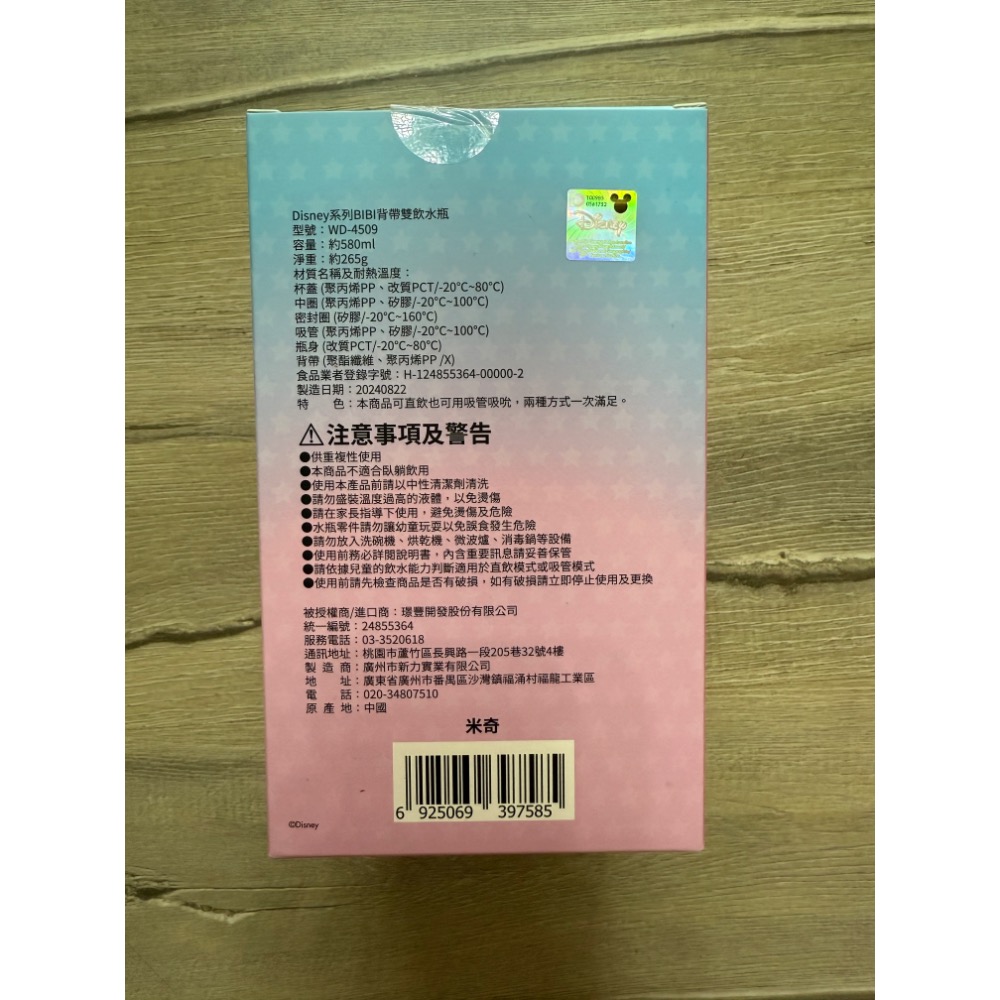 Disney系列BIBI背帶雙飲水瓶
型號：WD-4509
容量：約580ml
淨重：約265g
材質名稱及耐熱溫度：
杯蓋 (聚丙烯PP、改質PCT/-20°C~80°C)
中圈 (聚丙烯PP、矽膠/-20°C~100°C)
密封圈 (矽膠/-20°C~160°C)
吸管 (聚丙烯PP、矽膠/-20°C~100°C)
瓶身 (改質PCT/-20°C~80°C)
背帶 (聚酯纖維、聚丙烯PP /X)
食品業者登錄字號：H-124855364-00000-2
製造日期：20240822
特　　色：本商品可直飲也可用吸管吸吮，兩種方式一次滿足。
Disney
⚠注意事項及警告
●供重複性使用
●本商品不適合臥躺飲用
●使用本產品前請以中性清潔劑清洗
●請勿盛裝溫度過高的液體，以免燙傷
●請在家長指導下使用，避免燙傷及危險
●水瓶零件請勿讓幼童玩耍以免誤食發生危險
●請勿放入洗碗機、烘乾機、微波爐、消毒鍋等設備
●使用前務必詳閱說明書，內含重要訊息請妥善保管
●請依據兒童的飲水能力判斷適用於直飲模式或吸管模式
●使用前請先檢查商品是否有破損，如有破損請立即停止使用及更換
被授權商/進口商：璟豐開發股份有限公司
統一編號：24855364
服務電話：03-3520618
通訊地址：桃園市蘆竹區長興路一段205巷32號4樓
製 造 商：廣州市新力實業有限公司
地　　址：廣東省廣州市番禺區沙灣鎮福涌村福龍工業區
電　　話：020-34807510
原 產 地：中國
米奇
6 925069 397585
©Disney